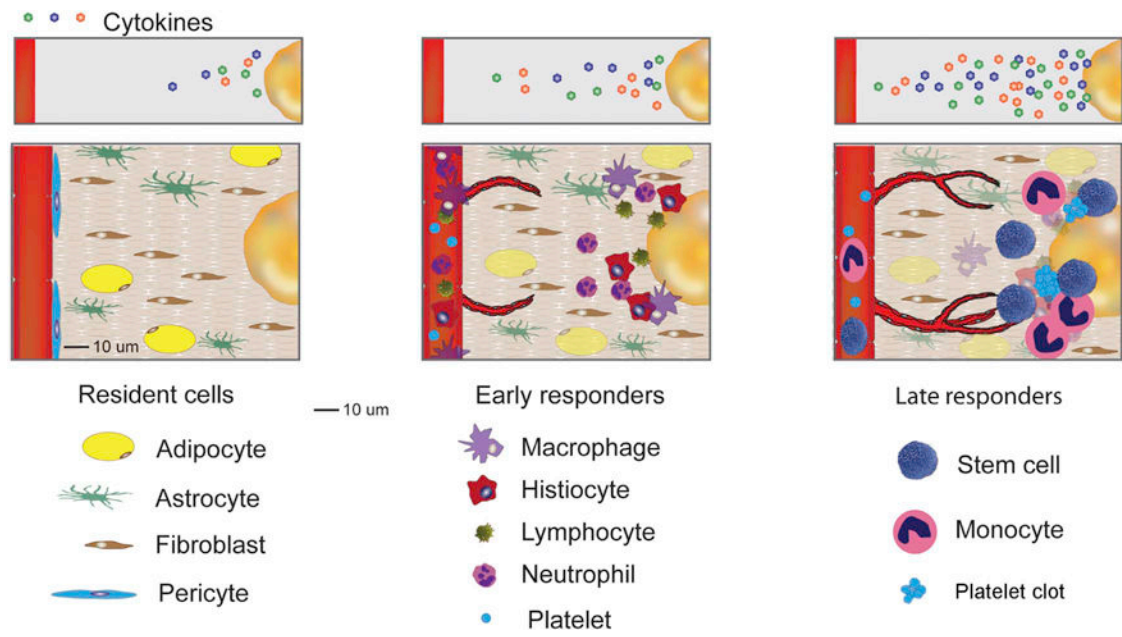 Cytokines
10 um
Resident cells
10 um
Adipocyte
Astrocyte
Fibroblast
Pericyte
Early responders
Macrophage
Histiocyte
Lymphocyte
Neutrophil
Platelet
Late responders
Stem cell
Monocyte
Platelet clot